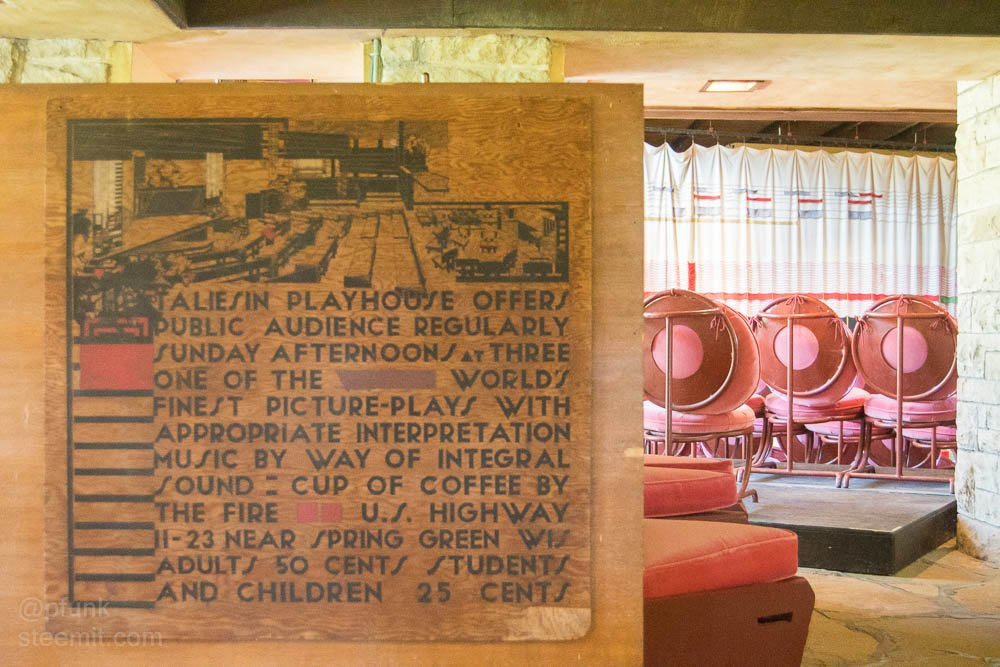 TALIESIN PLAYHOUSE OFFERS
PUBLIC AUDIENCE REGULARLY
SUNDAY AFTERNOONS AT THREE
ONE OF THE WORLD'S
FINEST PICTURE-PLAYS WITH
APPROPRIATE INTERPRETATION
MUSIC BY WAY OF INTEGRAL
SOUND = CUP OF COFFEE BY
THE FIRE U.S. HIGHWAY
11-23 NEAR SPRING GREEN WIS
ADULTS 50 CENTS STUDENTS
AND CHILDREN 25 CENTS
@pfunk
steemit.com